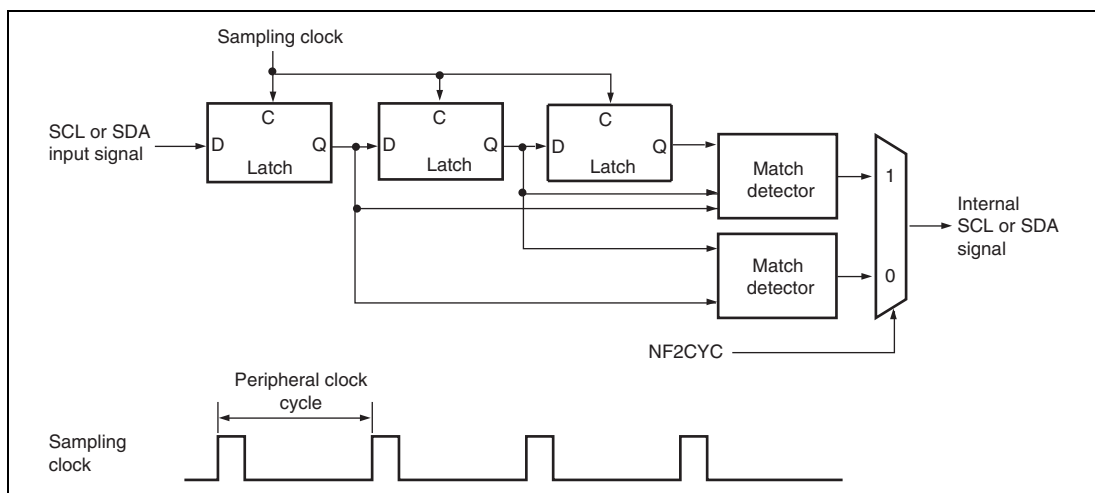 Sampling clock
SCL or SDA
input signal
D
C
Q
Latch
D
C
Q
Latch
D
C
Q
Latch
Match
detector
Match
detector
1
0
Internal
SCL or SDA
signal
NF2CYC
Peripheral clock
cycle
Sampling
clock